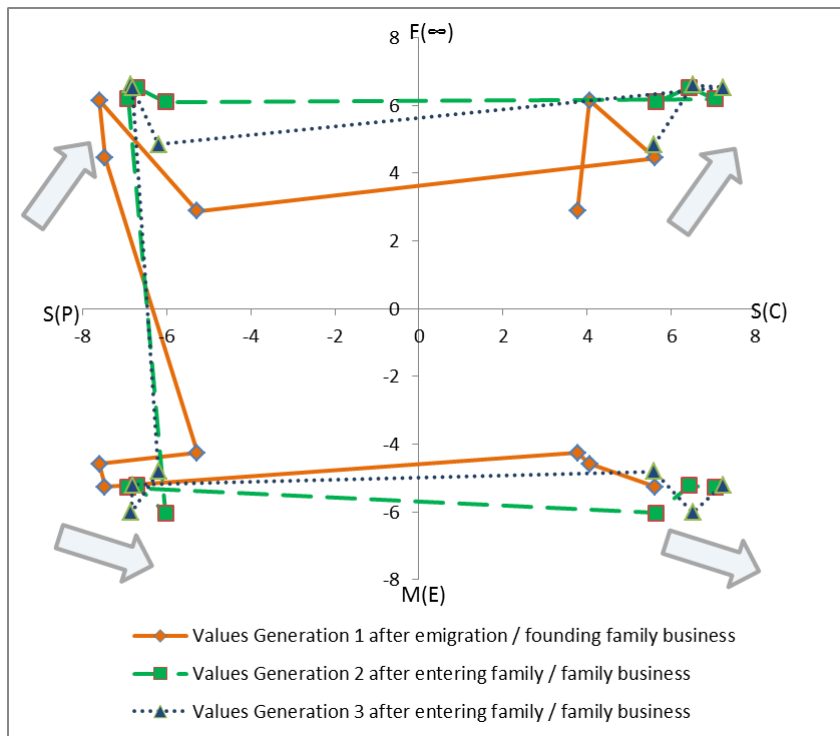 F(∞)
8
6
4
2
S(P)
S(C)
0
-8
-6
-4
-2
0
2
4
6
8
-2
-4
-6
-8
M(E)
Values Generation 1 after emigration / founding family business
Values Generation 2 after entering family / family business
Values Generation 3 after entering family / family business